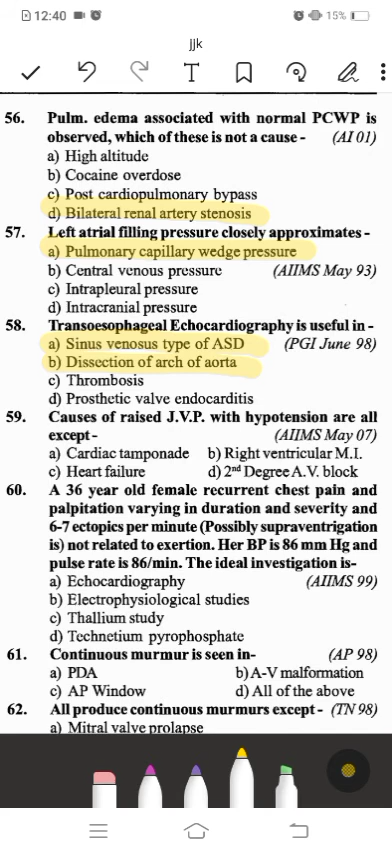 12:40 15%
jjk
T
56. Pulm. edema associated with normal PCWP is
observed, which of these is not a cause - (AI 01)
a) High altitude
b) Cocaine overdose
c) Post cardiopulmonary bypass
d) Bilateral renal artery stenosis
57. Left atrial filling pressure closely approximates -
a) Pulmonary capillary wedge pressure
b) Central venous pressure (AIIMS May 93)
c) Intrapleural pressure
d) Intracranial pressure
58. Transoesophageal Echocardiography is useful in -
a) Sinus venosus type of ASD (PGI June 98)
b) Dissection of arch of aorta
c) Thrombosis
d) Prosthetic valve endocarditis
59. Causes of raised J.V.P. with hypotension are all
except - (AIIMS May 07)
a) Cardiac tamponade b) Right ventricular M.I.
c) Heart failure d) 2nd Degree A.V. block
60. A 36 year old female recurrent chest pain and
palpitation varying in duration and severity and
6-7 ectopics per minute (Possibly supraventrigation
is) not related to exertion. Her BP is 86 mm Hg and
pulse rate is 86/min. The ideal investigation is-
a) Echocardiography (AIIMS 99)
b) Electrophysiological studies
c) Thallium study
d) Technetium pyrophosphate
61. Continuous murmur is seen in- (AP 98)
a) PDA b) A-V malformation
c) AP Window d) All of the above
62. All produce continuous murmurs except - (TN 98)
a) Mitral valve prolapse